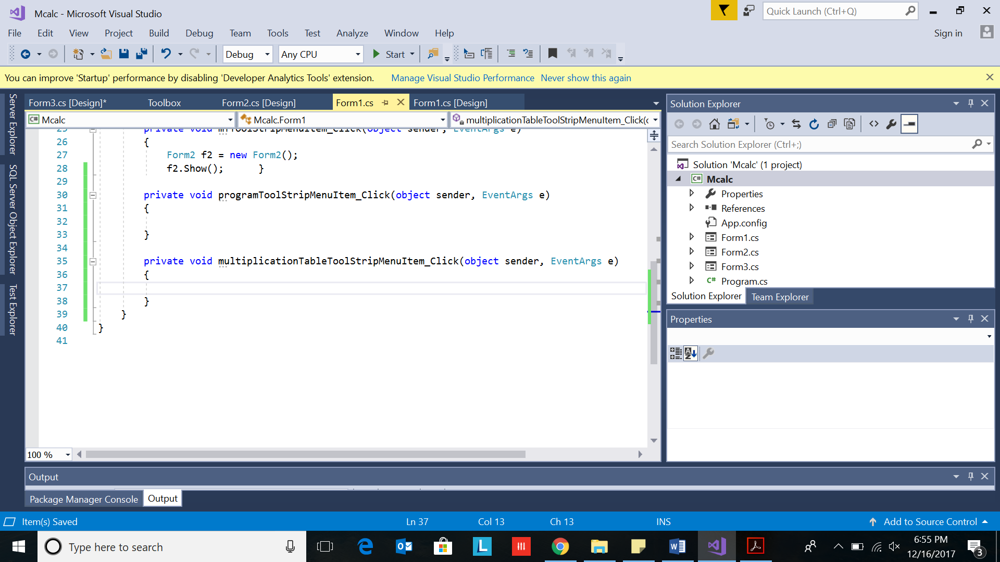 Mcalc - Microsoft Visual Studio
Quick Launch (Ctrl+Q)
File Edit View Project Build Debug Team Tools Test Analyze Window Help
Sign in
Debug Any CPU Start
You can improve 'Startup' performance by disabling 'Developer Analytics Tools' extension. Manage Visual Studio Performance Never show this again
Server Explorer
SQL Server Object Explorer
Test Explorer
Form3.cs [Design]* Toolbox Form2.cs [Design] Form1.cs Form1.cs [Design]
C# Mcalc Mcalc.Form1 multiplicationTableToolStripMenuItem_Click(
25 private void mToolStripMenuItem_Click(object sender, EventArgs e)
26 {
27 Form2 f2 = new Form2();
28 f2.Show(); }
29
30 private void programToolStripMenuItem_Click(object sender, EventArgs e)
31 {
32
33 }
34
35 private void multiplicationTableToolStripMenuItem_Click(object sender, EventArgs e)
36 {
37
38 }
39 }
40 }
41
100 %
Solution Explorer
Search Solution Explorer (Ctrl+;)
Solution 'Mcalc' (1 project)
C# Mcalc
Properties
References
App.config
Form1.cs
Form2.cs
Form3.cs
C# Program.cs
Solution Explorer Team Explorer
Properties
Output
Package Manager Console Output
Item(s) Saved Ln 37 Col 13 Ch 13 INS Add to Source Control
Type here to search
6:55 PM
12/16/2017
3